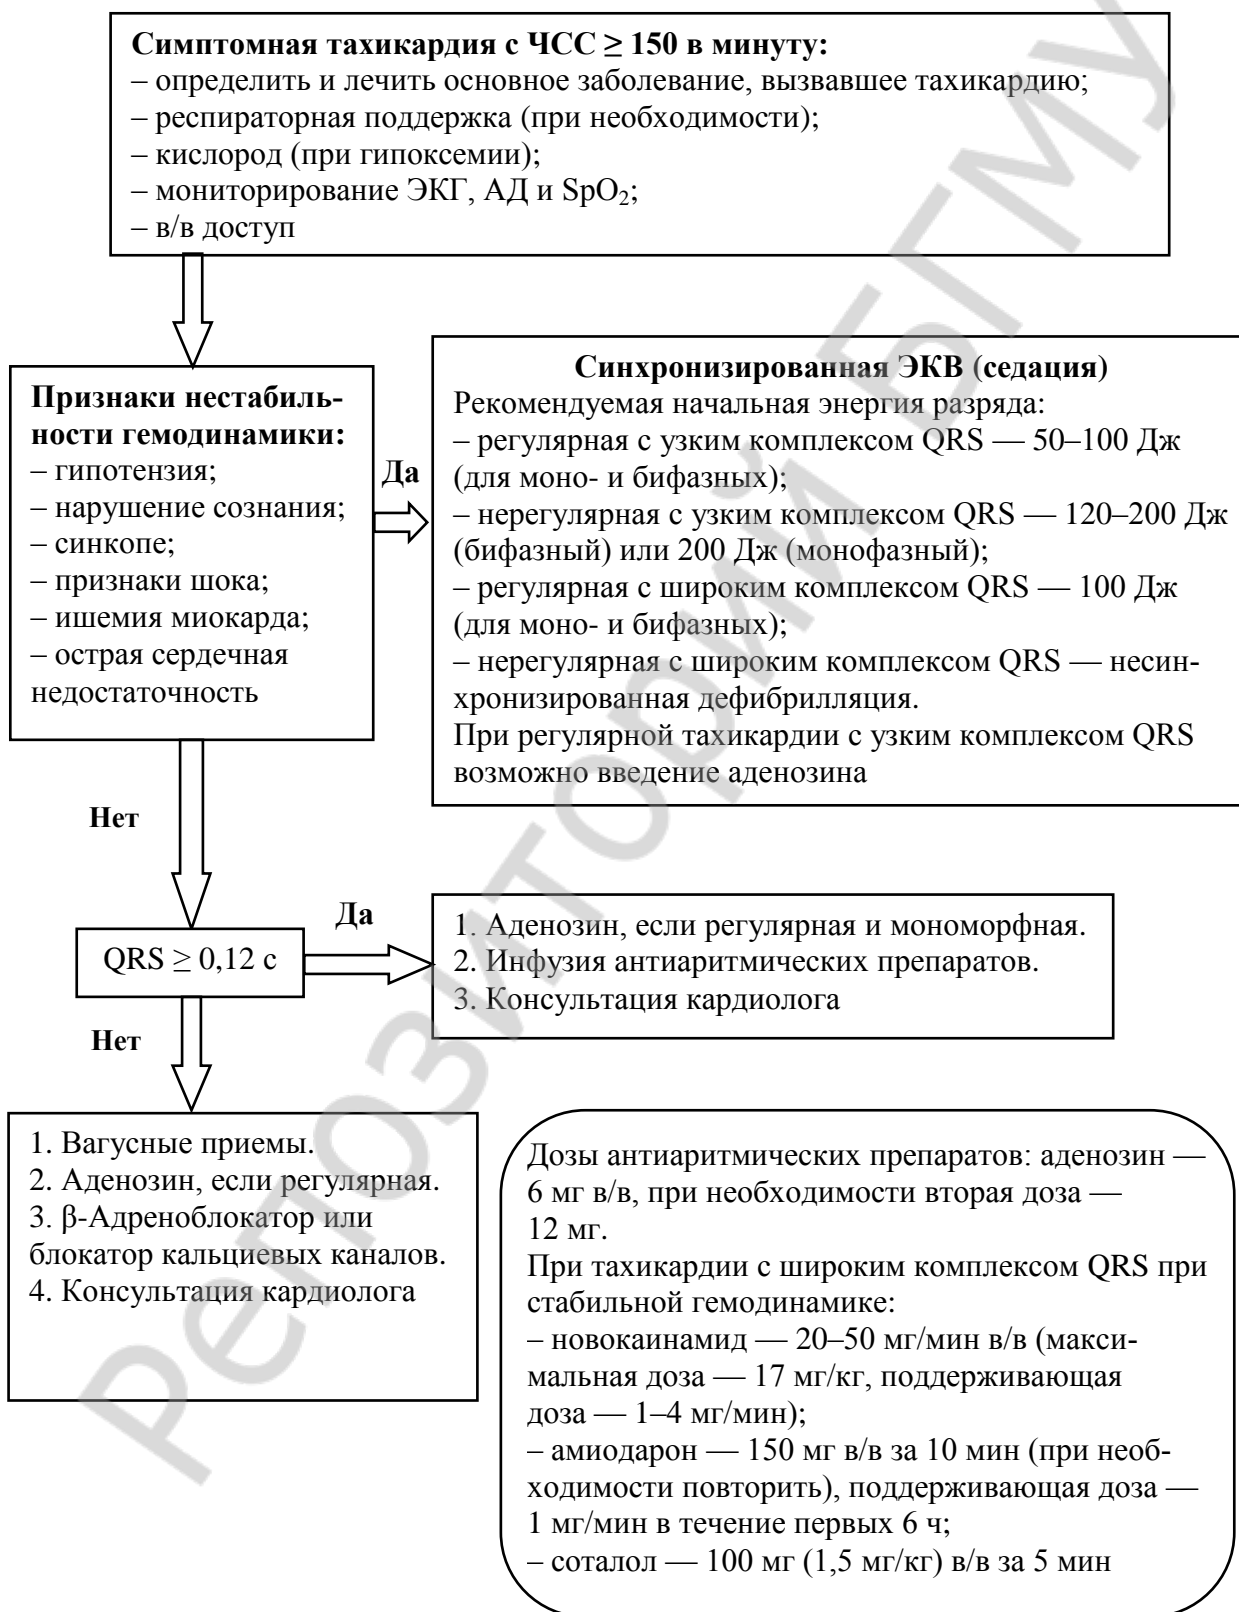 Симптомная тахикардия с ЧСС ≥ 150 в минуту:
– определить и лечить основное заболевание, вызвавшее тахикардию;
– респираторная поддержка (при необходимости);
– кислород (при гипоксемии);
– мониторирование ЭКГ, АД и SpO₂;
– в/в доступ
Признаки нестабиль-
ности гемодинамики:
– гипотензия;
– нарушение сознания;
– синкопе;
– признаки шока;
– ишемия миокарда;
– острая сердечная
недостаточность
Да
Синхронизированная ЭКВ (седация)
Рекомендуемая начальная энергия разряда:
– регулярная с узким комплексом QRS — 50–100 Дж
(для моно- и бифазных);
– нерегулярная с узким комплексом QRS — 120–200 Дж
(бифазный) или 200 Дж (монофазный);
– регулярная с широким комплексом QRS — 100 Дж
(для моно- и бифазных);
– нерегулярная с широким комплексом QRS — несин-
хронизированная дефибрилляция.
При регулярной тахикардии с узким комплексом QRS
возможно введение аденозина
Нет
QRS ≥ 0,12 с
Да
1. Аденозин, если регулярная и мономорфная.
2. Инфузия антиаритмических препаратов.
3. Консультация кардиолога
Нет
1. Вагусные приемы.
2. Аденозин, если регулярная.
3. β-Адреноблокатор или
блокатор кальциевых каналов.
4. Консультация кардиолога
Дозы антиаритмических препаратов: аденозин —
6 мг в/в, при необходимости вторая доза —
12 мг.
При тахикардии с широким комплексом QRS при
стабильной гемодинамике:
– новокаинамид — 20–50 мг/мин в/в (макси-
мальная доза — 17 мг/кг, поддерживающая
доза — 1–4 мг/мин);
– амиодарон — 150 мг в/в за 10 мин (при необ-
ходимости повторить), поддерживающая доза —
1 мг/мин в течение первых 6 ч;
– соталол — 100 мг (1,5 мг/кг) в/в за 5 мин
Репозиторий БГМУ